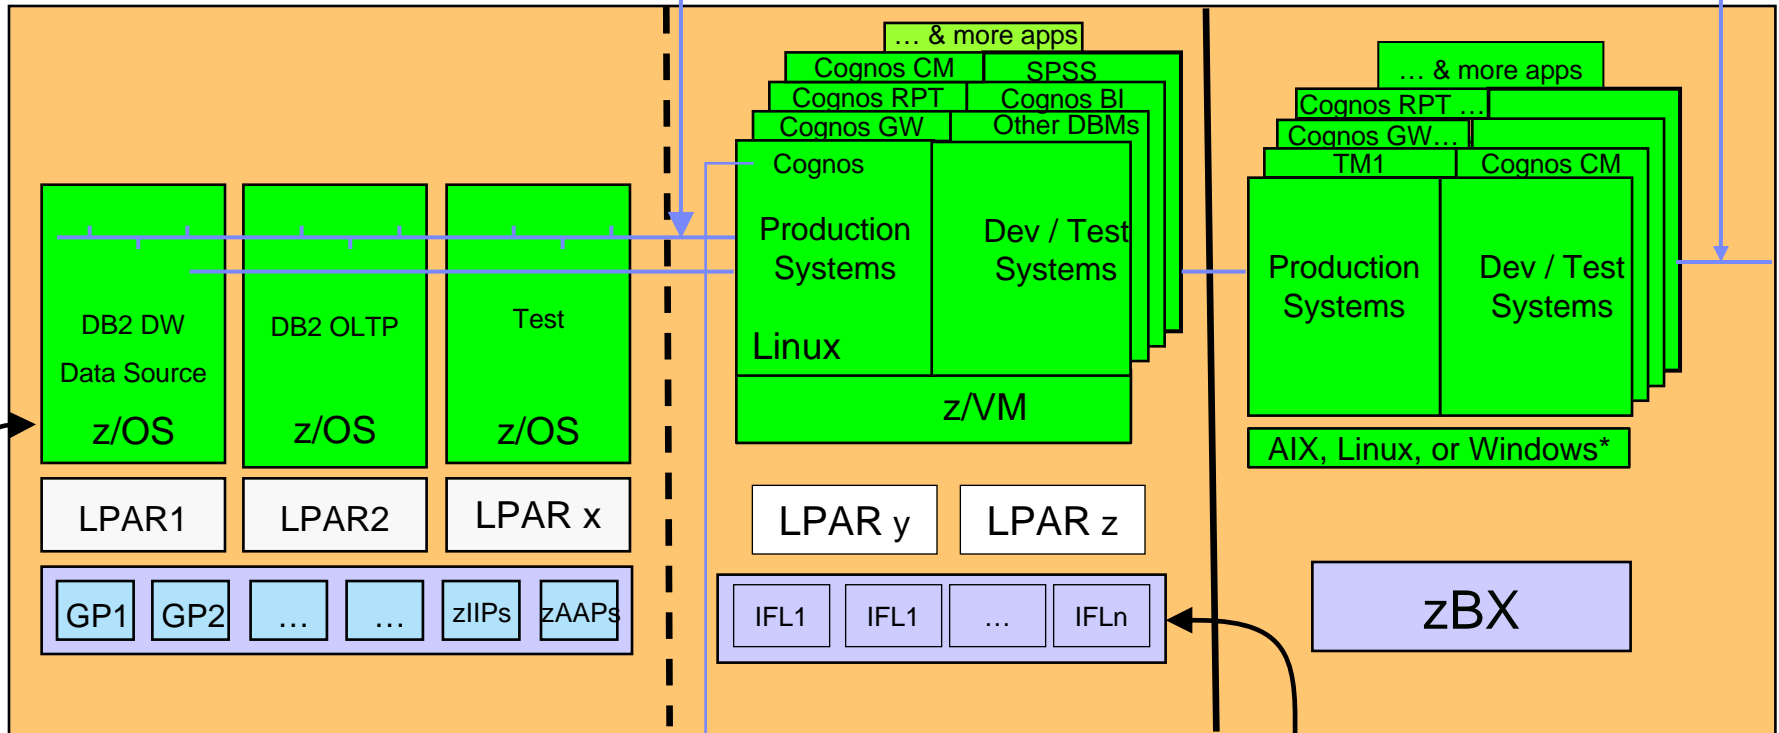 DB2 DW
Data Source
z/OS
DB2 OLTP
z/OS
Test
z/OS
LPAR1
LPAR2
LPAR x
GP1
GP2
...
...
zIIPs
zAAPs
... & more apps
Cognos CM
SPSS
Cognos RPT
Cognos BI
Cognos GW
Other DBMs
Cognos
Production
Systems
Linux
Dev / Test
Systems
z/VM
LPAR y
LPAR z
IFL1
IFL1
...
IFLn
... & more apps
Cognos RPT ...
Cognos GW...
TM1
Cognos CM
Production
Systems
Dev / Test
Systems
AIX, Linux, or Windows*
zBX